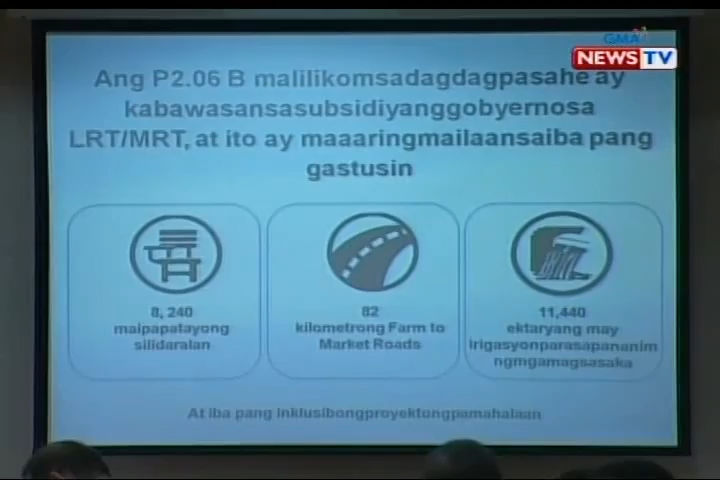 GMA
NEWS TV
Ang P2.06 B malilikomsadagdagpasahe ay
kabawasansasubsidiyanggobyernosa
LRT/MRT, at ito ay maaaringmailaansaiba pang
gastusin
8, 240
maipapatayong
silidaralan
82
kilometrong Farm to
Market Roads
11,440
ektaryang may
irigasyonparasapananim
ngmgamagsasaka
At iba pang inklusibongproyektongpamahalaan